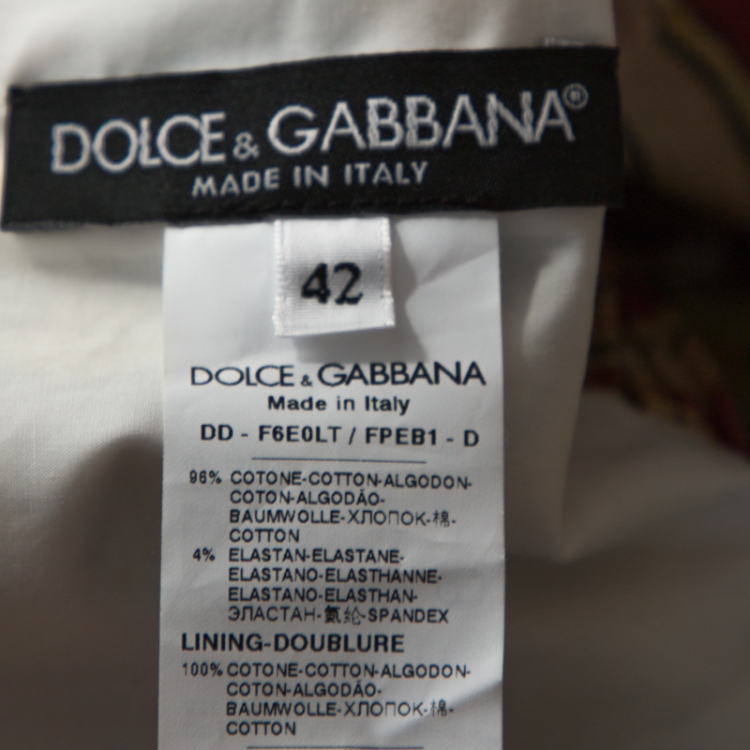 DOLCE & GABBANA®
MADE IN ITALY
42
DOLCE & GABBANA
Made in Italy
DD - F6E0LT / FPEB1 - D
96% COTONE-COTTON-ALGODON-
COTON-ALGODÃO-
BAUMWOLLE-ХЛОПОК-棉-
COTTON
4% ELASTAN-ELASTANE-
ELASTANO-ELASTHANNE-
ELASTANO-ELASTHAN-
ЭЛАСТАН-氨纶-SPANDEX
LINING-DOUBLURE
100% COTONE-COTTON-ALGODON-
COTON-ALGODÃO-
BAUMWOLLE-ХЛОПОК-棉-
COTTON